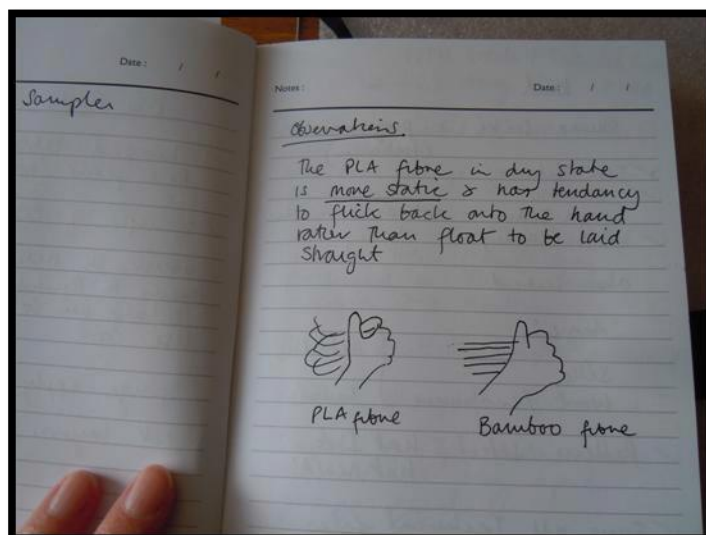 Date : / /
Samples
Notes : Date : / /
Observations
The PLA fibre in dry state
is more static & has tendancy
to flick back onto the hand
rather than float to be laid
straight
PLA fibre
Bamboo fibre